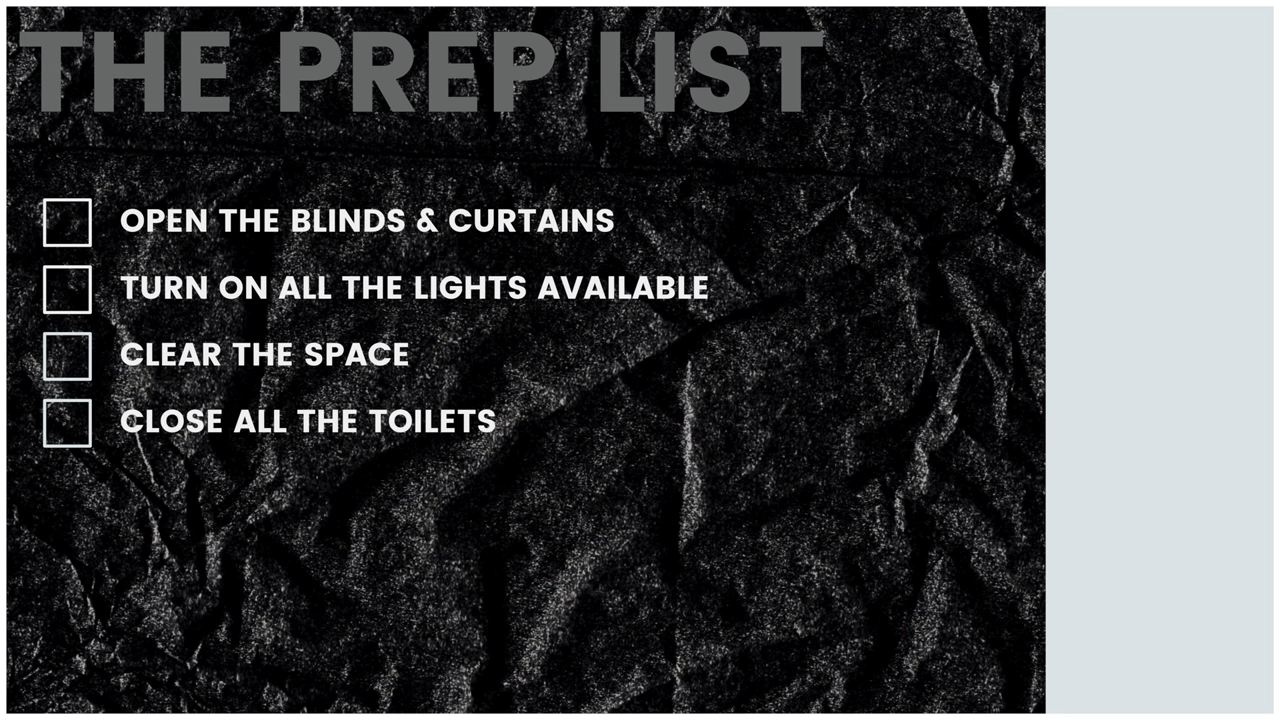 THE PREP LIST
OPEN THE BLINDS & CURTAINS
TURN ON ALL THE LIGHTS AVAILABLE
CLEAR THE SPACE
CLOSE ALL THE TOILETS